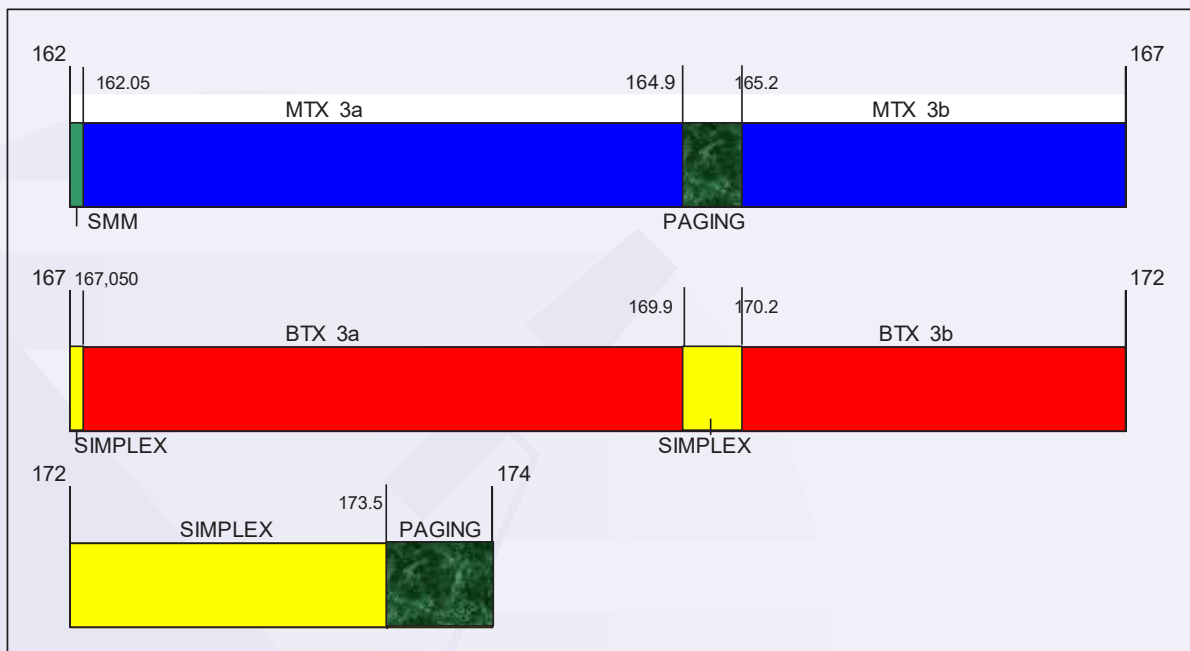 162 167
162.05 164.9 165.2
MTX 3a MTX 3b
SMM PAGING
167 167,050 172
169.9 170.2
BTX 3a BTX 3b
SIMPLEX SIMPLEX
172 174
173.5
SIMPLEX PAGING